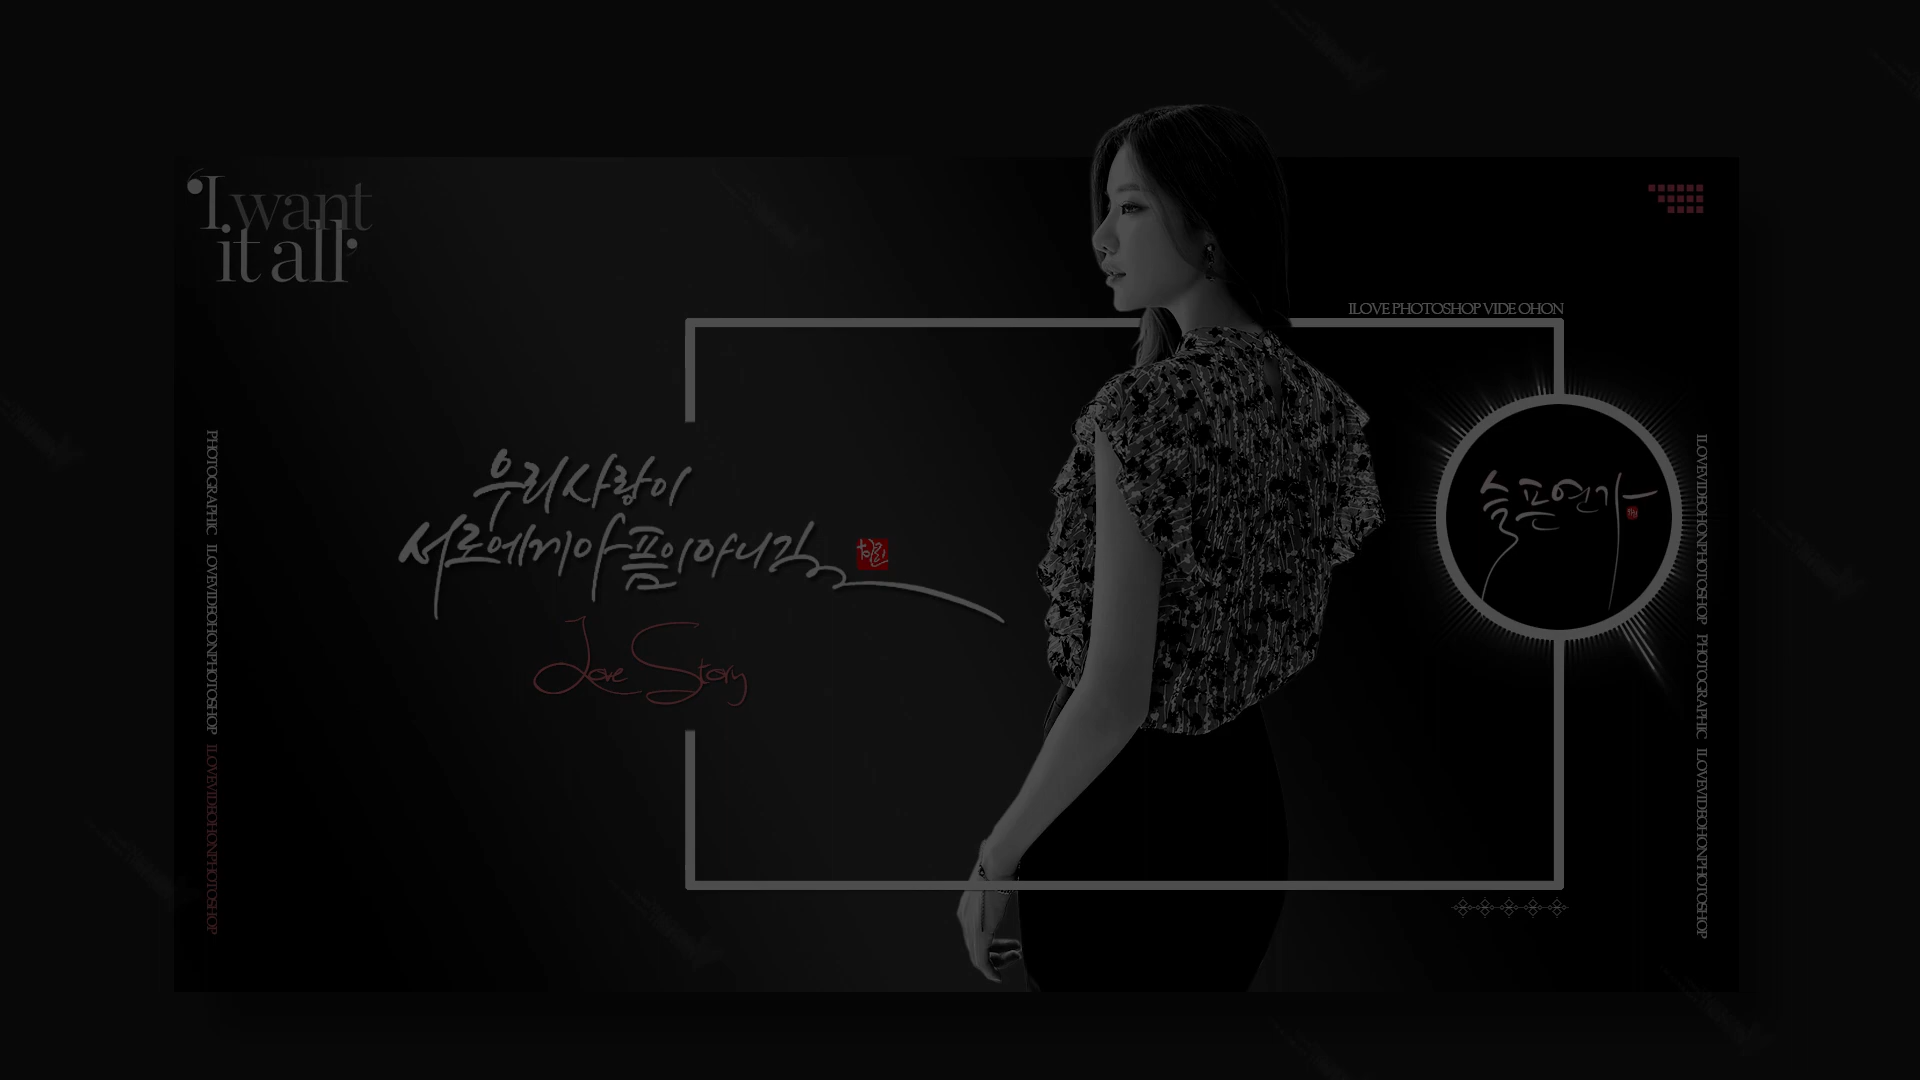 ‘I want
it all’
ILOVE PHOTOSHOP VIDE OHON
우리사랑이
서로에게아픔이아니길
Love Story
슬픈연가
PHOTOGRAPHIC ILOVEVIDEOHONPHOTOSHOP ILOVEVIDEOHONPHOTOSHOP
ILOVEVIDEOHONPHOTOSHOP PHOTOGRAPHIC ILOVEVIDEOHONPHOTOSHOP